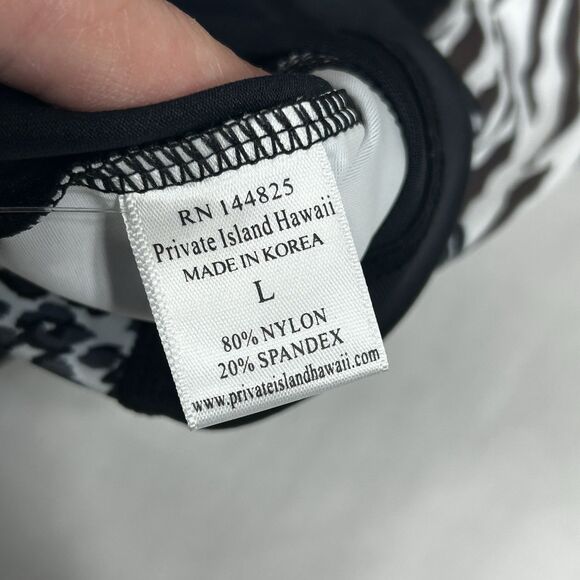 RN 144825
Private Island Hawaii
MADE IN KOREA
L
80% NYLON
20% SPANDEX
www.privateislandhawaii.com